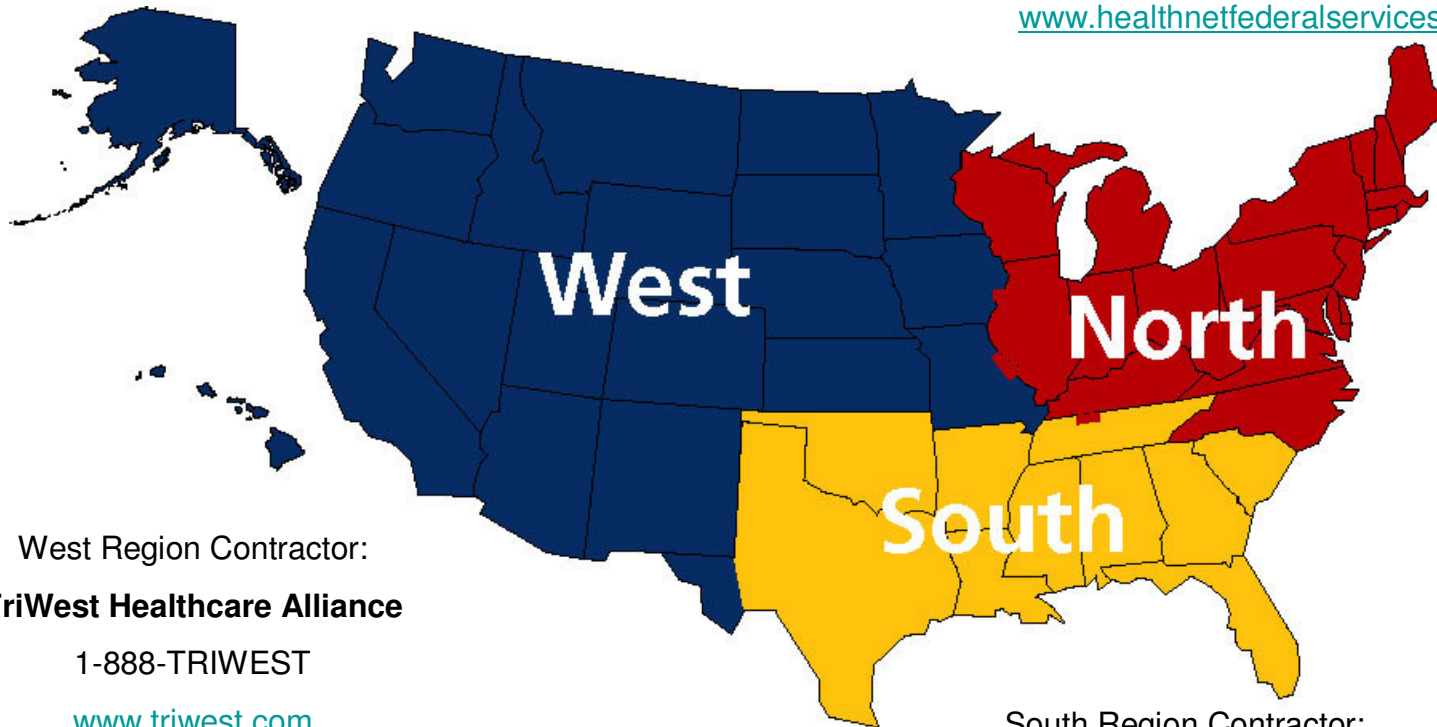 www.healthnetfederalservices
West
North
South
West Region Contractor:
TriWest Healthcare Alliance
1-888-TRIWEST
www.triwest.com
South Region Contractor: